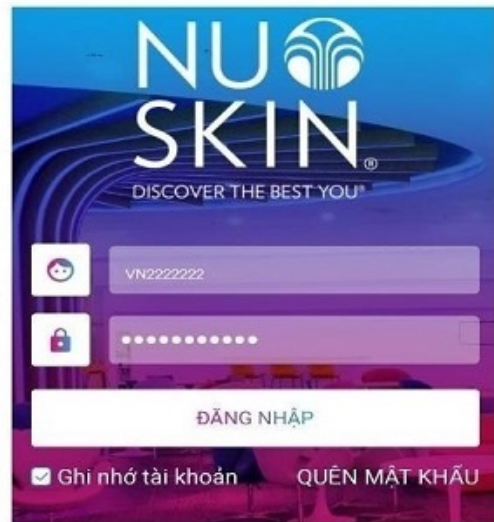 NU
SKIN®
DISCOVER THE BEST YOU®
VN2222222
●●●●●●●●●●●
ĐĂNG NHẬP
Ghi nhớ tài khoản QUÊN MẬT KHẨU